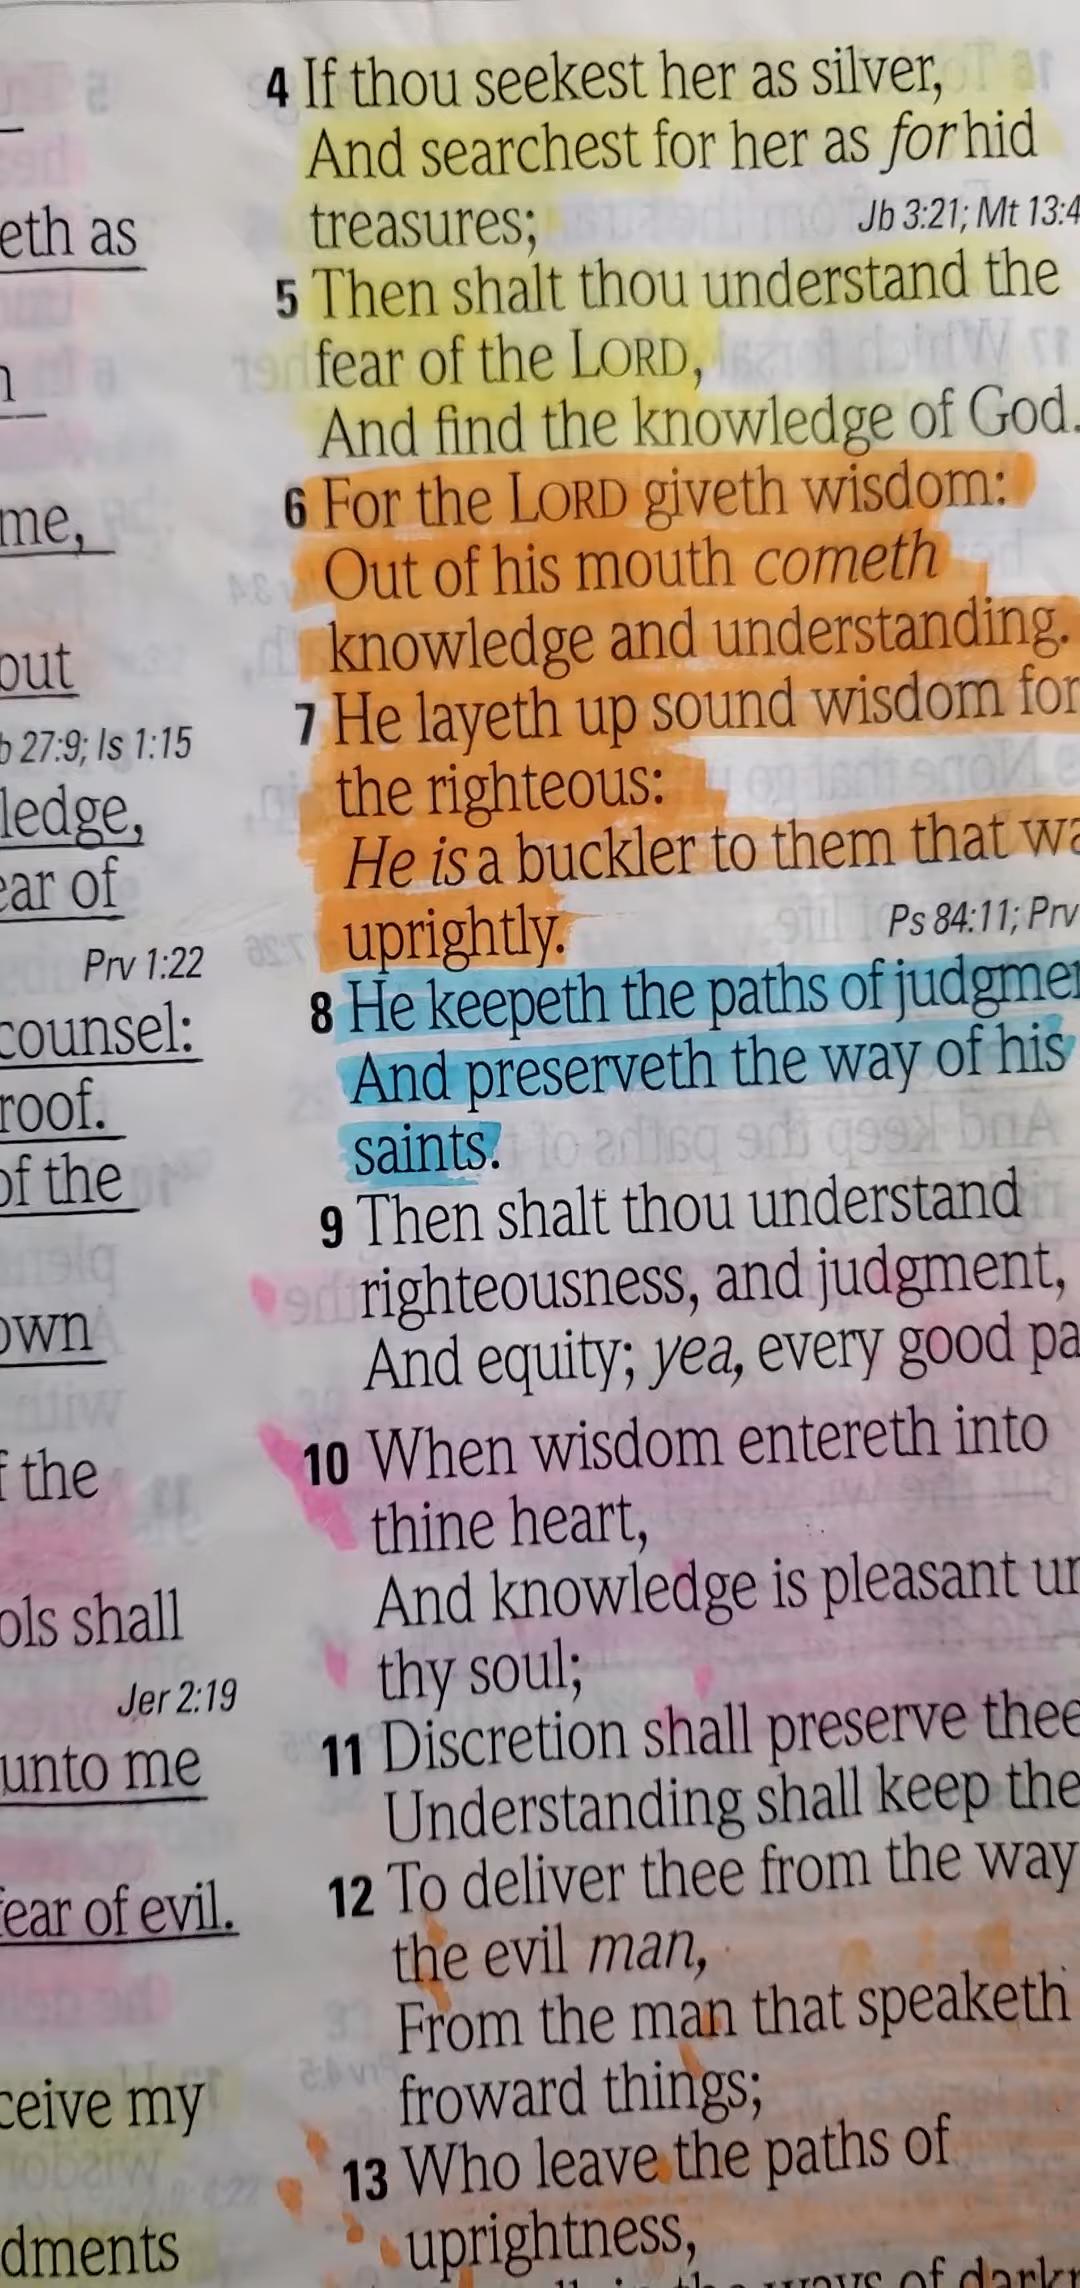 eth as
me,
out
27:9; Is 1:15
ledge,
ear of
Prv 1:22
counsel:
roof.
of the
own
the
ols shall
Jer 2:19
unto me
fear of evil.
ceive my
dments
4 If thou seekest her as silver,
And searchest for her as for hid
treasures; Jb 3:21; Mt 13:4
5 Then shalt thou understand the
fear of the LORD,
And find the knowledge of God.
6 For the LORD giveth wisdom:
Out of his mouth cometh
knowledge and understanding.
7 He layeth up sound wisdom for
the righteous:
He is a buckler to them that wa
uprightly. Ps 84:11; Prv
8 He keepeth the paths of judgme
And preserveth the way of his
saints.
9 Then shalt thou understand
righteousness, and judgment,
And equity; yea, every good pa
10 When wisdom entereth into
thine heart,
And knowledge is pleasant un
thy soul;
11 Discretion shall preserve thee
Understanding shall keep the
12 To deliver thee from the way
the evil man,
From the man that speaketh
froward things;
13 Who leave the paths of
uprightness,
ways of dark